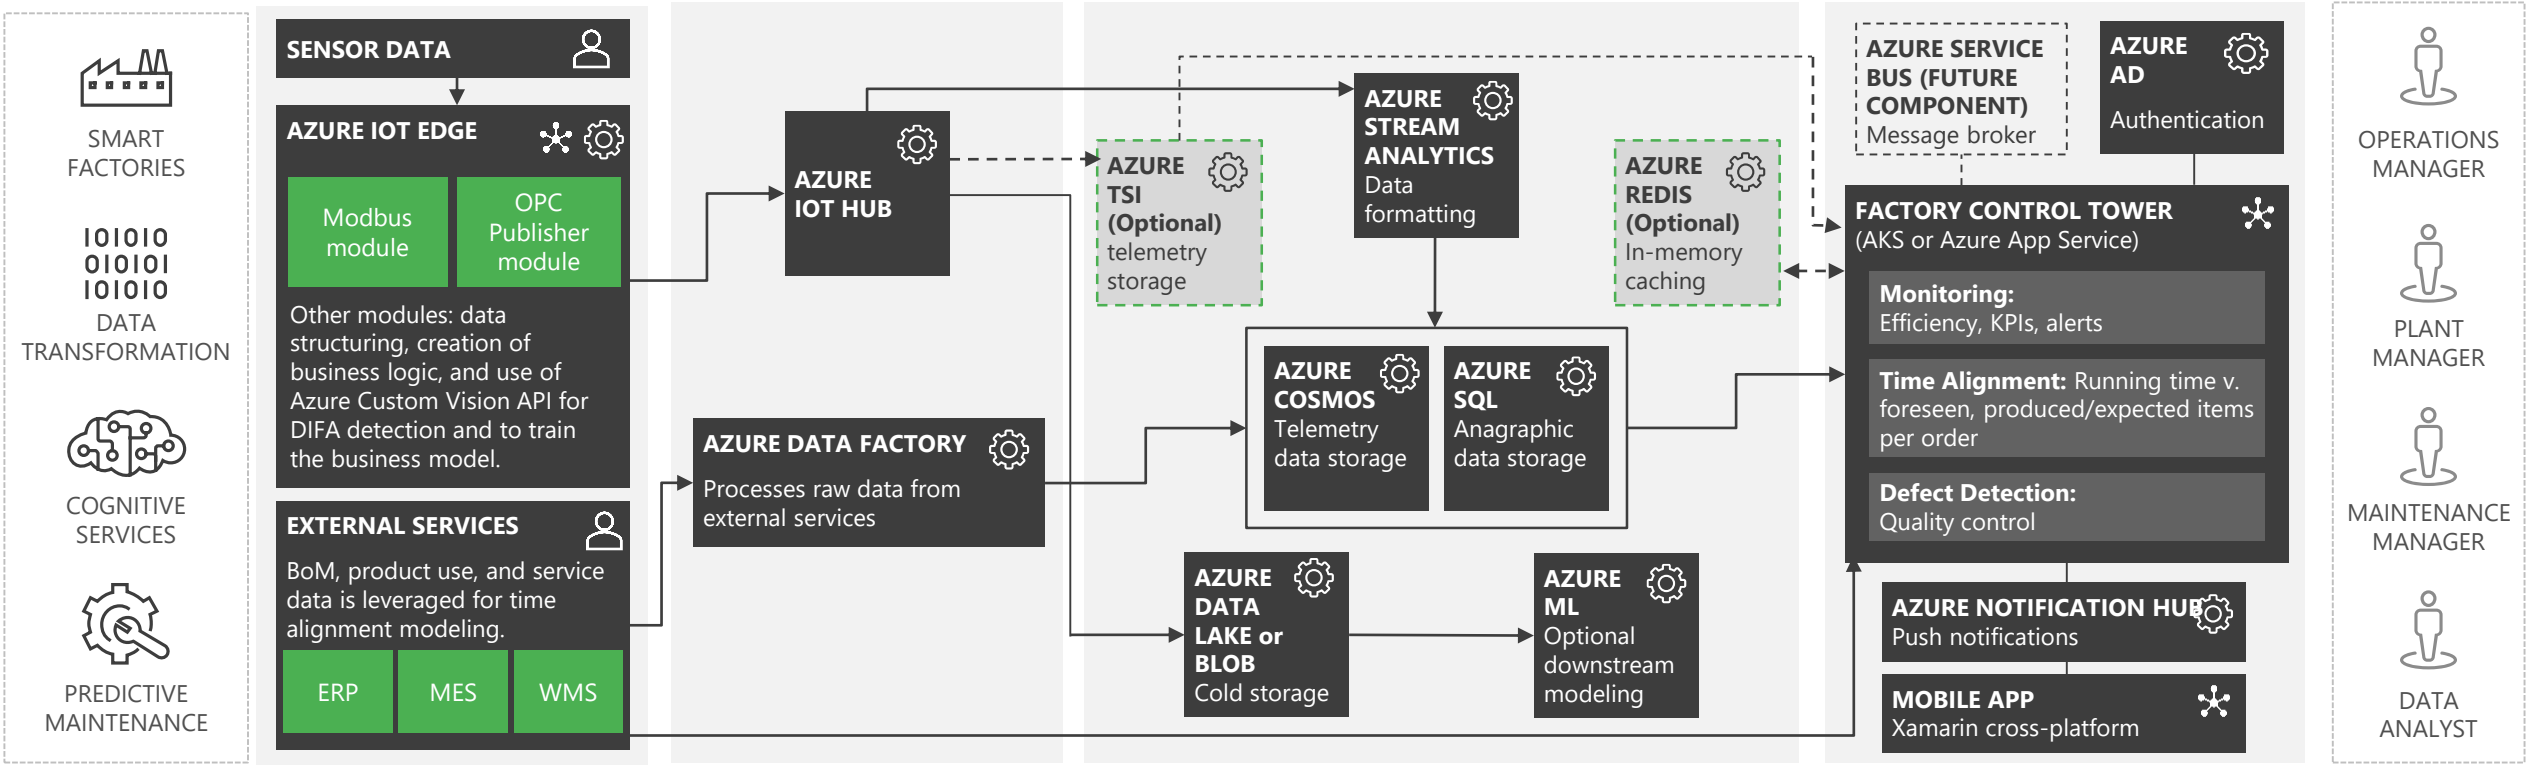 SMART
FACTORIES
IOIOIO
OIOIOI
IOIOIO
DATA
TRANSFORMATION
COGNITIVE
SERVICES
PREDICTIVE
MAINTENANCE
SENSOR DATA
AZURE IOT EDGE
Modbus
module
OPC
Publisher
module
Other modules: data
structuring, creation of
business logic, and use of
Azure Custom Vision API for
DIFA detection and to train
the business model.
EXTERNAL SERVICES
BoM, product use, and service
data is leveraged for time
alignment modeling.
ERP
MES
WMS
AZURE
IOT HUB
AZURE DATA FACTORY
Processes raw data from
external services
AZURE
TSI
(Optional)
telemetry
storage
AZURE
STREAM
ANALYTICS
Data
formatting
AZURE
REDIS
(Optional)
In-memory
caching
AZURE
COSMOS
Telemetry
data storage
AZURE
SQL
Anagraphic
data storage
AZURE
DATA
LAKE or
BLOB
Cold storage
AZURE
ML
Optional
downstream
modeling
AZURE SERVICE
BUS (FUTURE
COMPONENT)
Message broker
AZURE
AD
Authentication
FACTORY CONTROL TOWER
(AKS or Azure App Service)
Monitoring:
Efficiency, KPIs, alerts
Time Alignment: Running time v.
foreseen, produced/expected items
per order
Defect Detection:
Quality control
AZURE NOTIFICATION HUB
Push notifications
MOBILE APP
Xamarin cross-platform
OPERATIONS
MANAGER
PLANT
MANAGER
MAINTENANCE
MANAGER
DATA
ANALYST